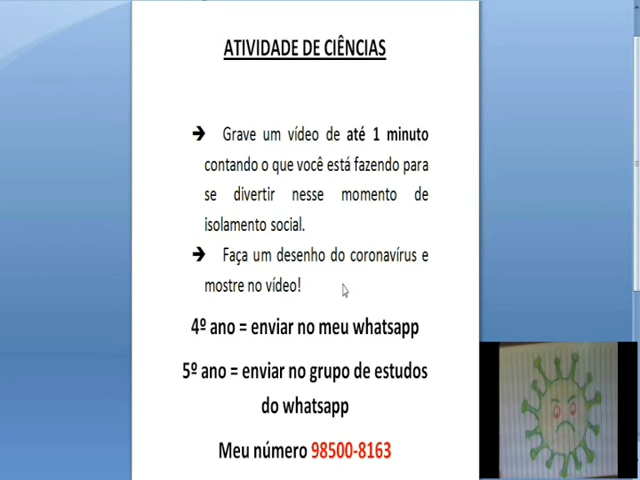 ATIVIDADE DE CIÊNCIAS
➔ Grave um vídeo de até 1 minuto
contando o que você está fazendo para
se divertir nesse momento de
isolamento social.
➔ Faça um desenho do coronavírus e
mostre no vídeo!
4º ano = enviar no meu whatsapp
5º ano = enviar no grupo de estudos
do whatsapp
Meu número 98500-8163